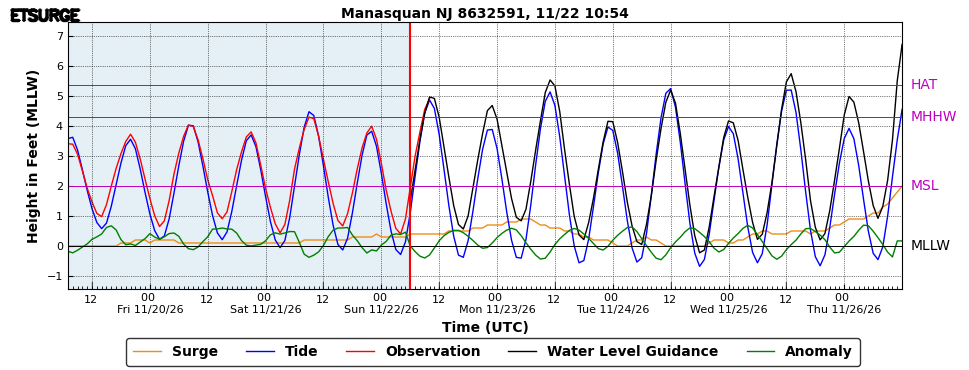 ETSURGE
Manasquan NJ 8632591, 11/22 10:54
Height in Feet (MLLW)
7
6
5
4
3
2
1
0
−1
HAT
MHHW
MSL
MLLW
12 00 12 00 12 00 12 00 12 00 12 00 12 00
Fri 11/20/26 Sat 11/21/26 Sun 11/22/26 Mon 11/23/26 Tue 11/24/26 Wed 11/25/26 Thu 11/26/26
Time (UTC)
Surge Tide Observation Water Level Guidance Anomaly